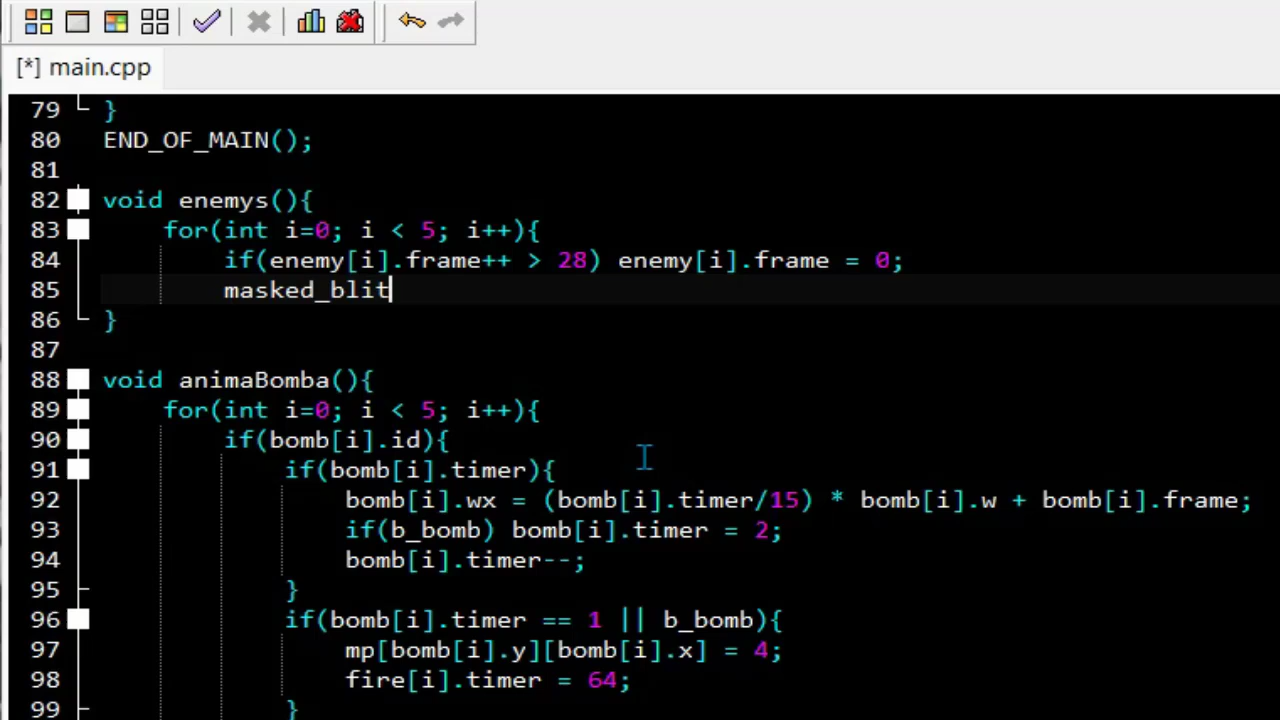 [*] main.cpp
79 }
80 END_OF_MAIN();
81
82 void enemys(){
83 for(int i=0; i < 5; i++){
84 if(enemy[i].frame++ > 28) enemy[i].frame = 0;
85 masked_blit
86 }
87
88 void animaBomba(){
89 for(int i=0; i < 5; i++){
90 if(bomb[i].id){
91 if(bomb[i].timer){
92 bomb[i].wx = (bomb[i].timer/15) * bomb[i].w + bomb[i].frame;
93 if(b_bomb) bomb[i].timer = 2;
94 bomb[i].timer--;
95 }
96 if(bomb[i].timer == 1 || b_bomb){
97 mp[bomb[i].y][bomb[i].x] = 4;
98 fire[i].timer = 64;
99 }